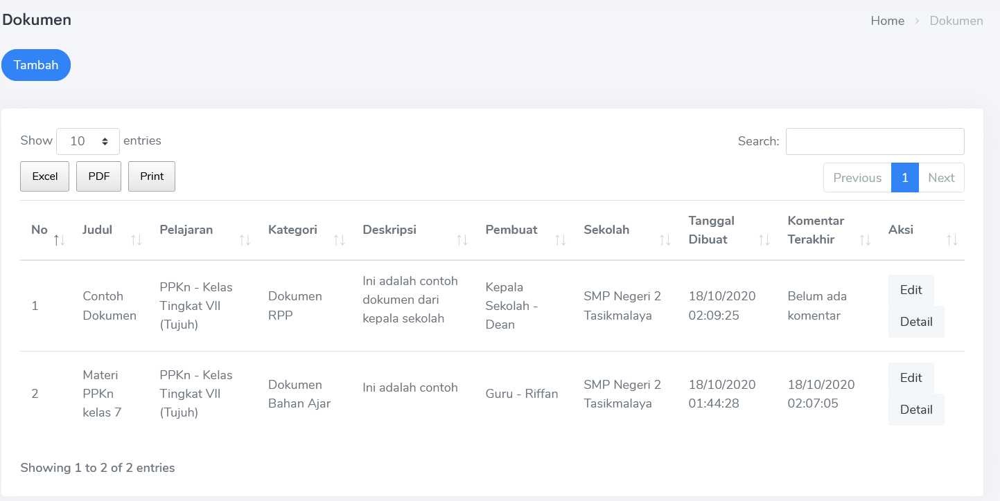 Dokumen
Home > Dokumen
Tambah
Show 10 entries
Search:
Excel PDF Print
Previous 1 Next
No Judul Pelajaran Kategori Deskripsi Pembuat Sekolah Tanggal Dibuat Komentar Terakhir Aksi
1 Contoh Dokumen PPKn - Kelas Tingkat VII (Tujuh) Dokumen RPP Ini adalah contoh dokumen dari kepala sekolah Kepala Sekolah - Dean SMP Negeri 2 Tasikmalaya 18/10/2020 02:09:25 Belum ada komentar Edit Detail
2 Materi PPKn kelas 7 PPKn - Kelas Tingkat VII (Tujuh) Dokumen Bahan Ajar Ini adalah contoh Guru - Riffan SMP Negeri 2 Tasikmalaya 18/10/2020 01:44:28 18/10/2020 02:07:05 Edit Detail
Showing 1 to 2 of 2 entries